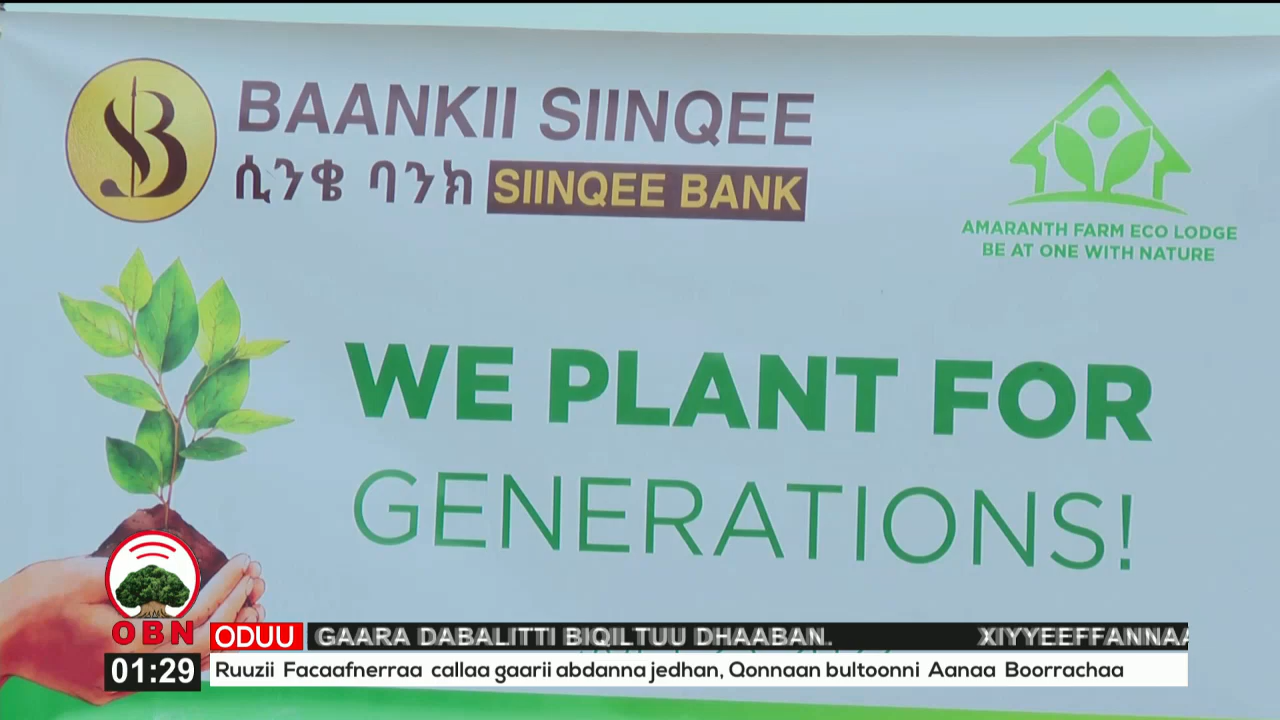 BAANKII SIINQEE
ሲንቄ ባንክ SIINQEE BANK
AMARANTH FARM ECO LODGE
BE AT ONE WITH NATURE
WE PLANT FOR
GENERATIONS!
OBN
ODUU GAARA DABALITTI BIQILTUU DHAABAN. XIYYEEFFANNAA
01:29 Ruuzii Facaafnerraa callaa gaarii abdanna jedhan, Qonnaan bultoonni Aanaa Boorrachaa